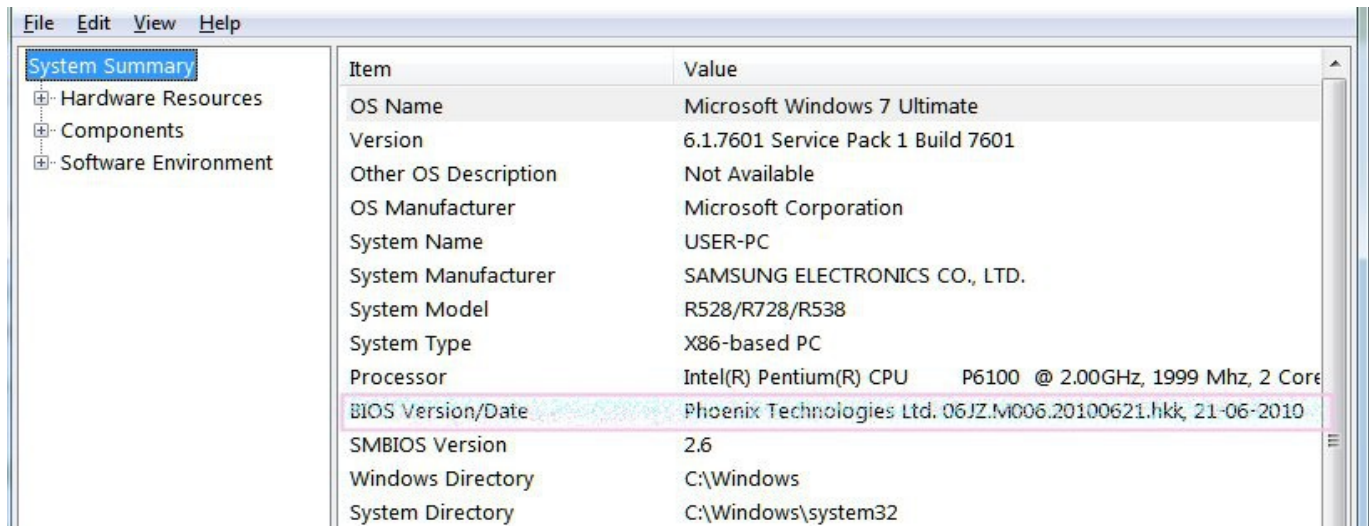 File Edit View Help
System Summary
Hardware Resources
Components
Software Environment
Item Value
OS Name Microsoft Windows 7 Ultimate
Version 6.1.7601 Service Pack 1 Build 7601
Other OS Description Not Available
OS Manufacturer Microsoft Corporation
System Name USER-PC
System Manufacturer SAMSUNG ELECTRONICS CO., LTD.
System Model R528/R728/R538
System Type X86-based PC
Processor Intel(R) Pentium(R) CPU P6100 @ 2.00GHz, 1999 Mhz, 2 Core
BIOS Version/Date Phoenix Technologies Ltd. 06JZ.M006.20100621.hkk, 21-06-2010
SMBIOS Version 2.6
Windows Directory C:\Windows
System Directory C:\Windows\system32